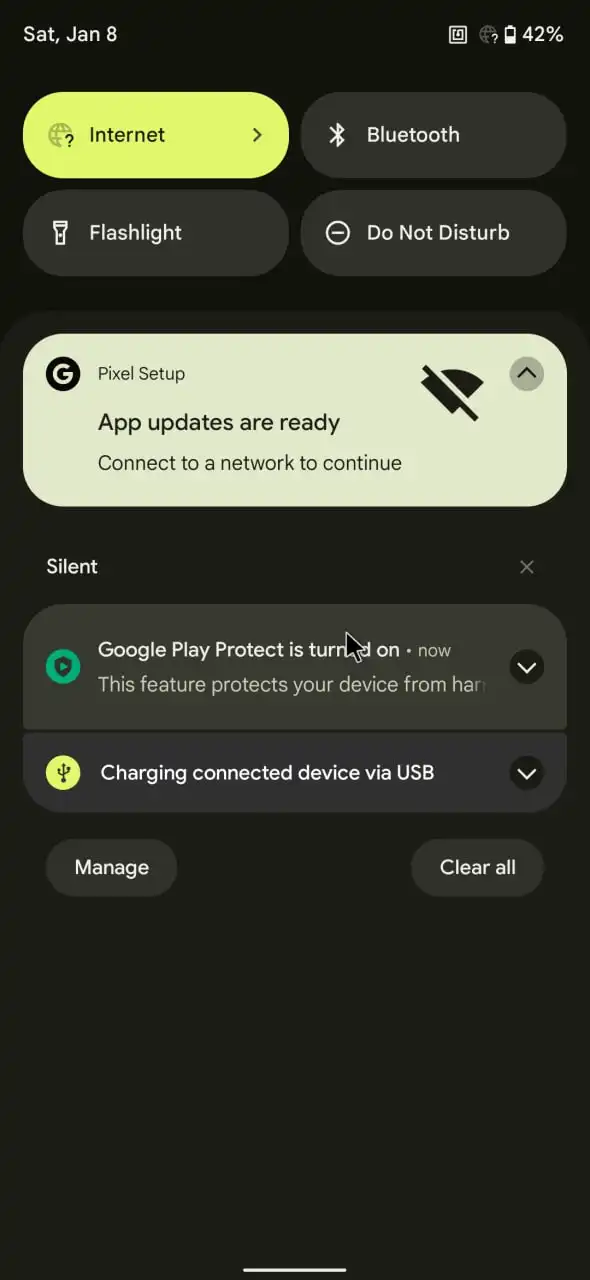 Sat, Jan 8
42%
Internet
Bluetooth
Flashlight
Do Not Disturb
Pixel Setup
App updates are ready
Connect to a network to continue
Silent
Google Play Protect is turned on • now
This feature protects your device from har
Charging connected device via USB
Manage
Clear all